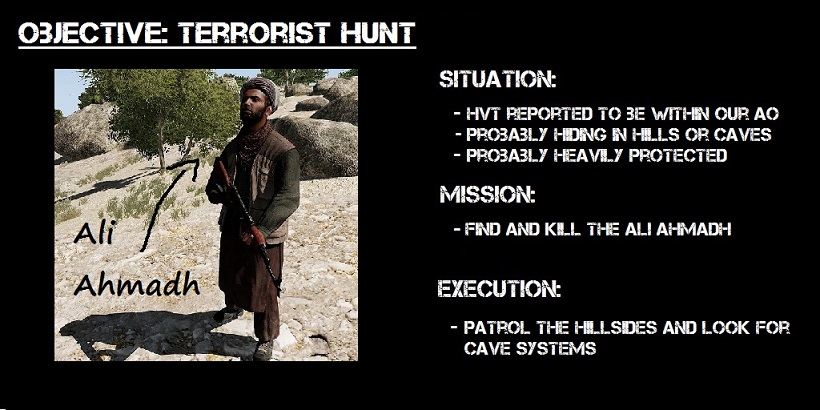 OBJECTIVE: TERRORIST HUNT
Ali
Ahmadh
SITUATION:
- HVT REPORTED TO BE WITHIN OUR AO
- PROBABLY HIDING IN HILLS OR CAVES
- PROBABLY HEAVILY PROTECTED
MISSION:
- FIND AND KILL THE ALI AHMADH
EXECUTION:
- PATROL THE HILLSIDES AND LOOK FOR
CAVE SYSTEMS